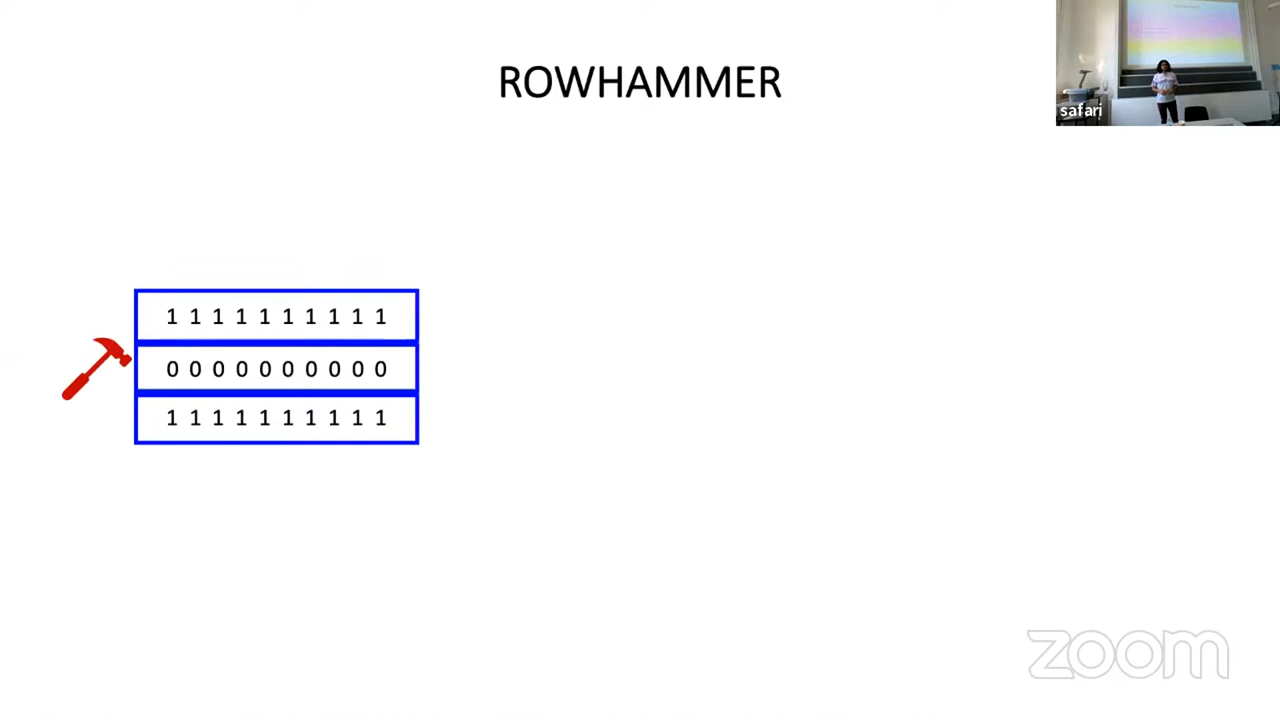 ROWHAMMER
safari
1 1 1 1 1 1 1 1 1 1
0 0 0 0 0 0 0 0 0 0
1 1 1 1 1 1 1 1 1 1
zoom